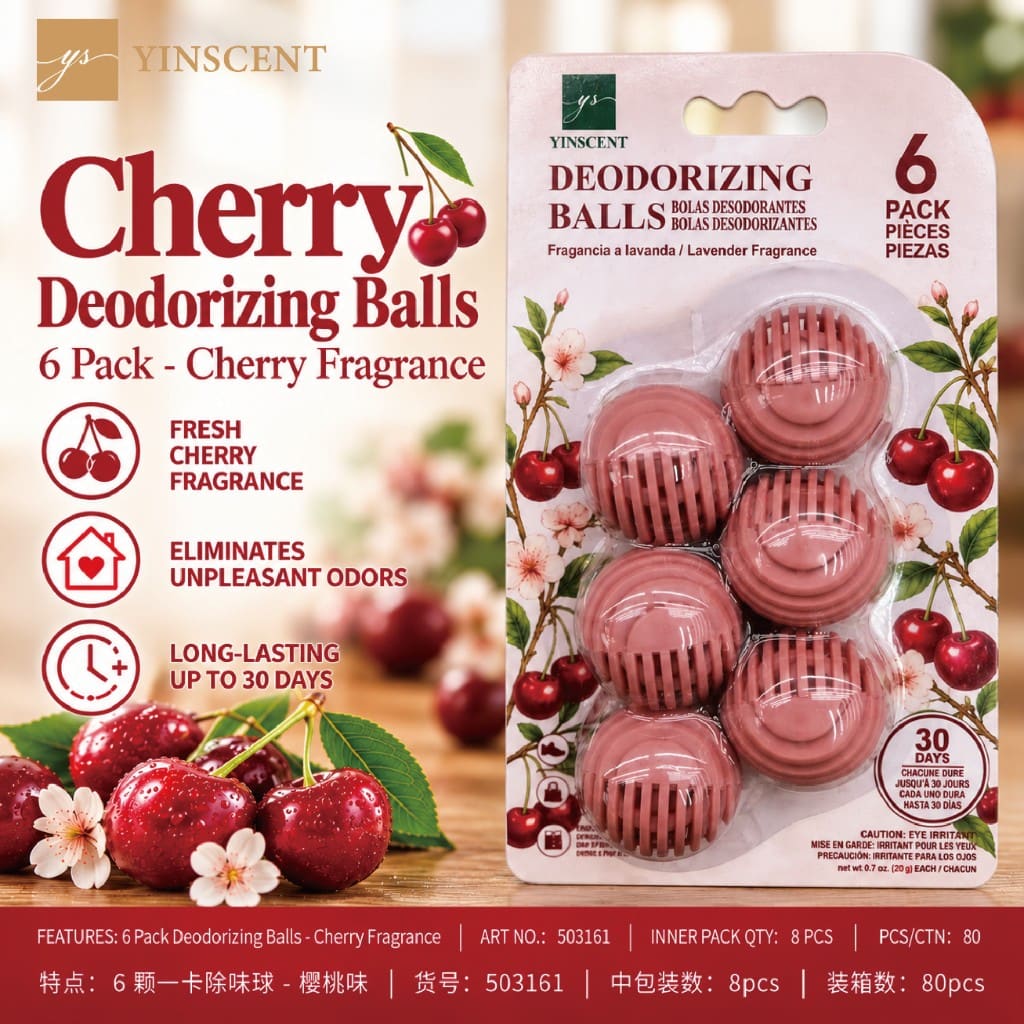 ys YINSCENT
Cherry
Deodorizing Balls
6 Pack - Cherry Fragrance
FRESH
CHERRY
FRAGRANCE
ELIMINATES
UNPLEASANT ODORS
LONG-LASTING
UP TO 30 DAYS
ys
YINSCENT
DEODORIZING
BALLS BOLAS DESODORANTES
BOLAS DESODORIZANTES
Fragancia a lavanda / Lavender Fragrance
6
PACK
PIÈCES
PIEZAS
30
DAYS
CHACUNE DURE
JUSQU'À 30 JOURS
CADA UNO DURA
HASTA 30 DÍAS
CAUTION: EYE IRRITANT
MISE EN GARDE: IRRITANT POUR LES YEUX
PRECAUCIÓN: IRRITANTE PARA LOS OJOS
net wt 0.7 oz. (20 g) EACH / CHACUN
FEATURES: 6 Pack Deodorizing Balls - Cherry Fragrance | ART NO.: 503161 | INNER PACK QTY: 8 PCS | PCS/CTN: 80
特点: 6 颗一卡除味球 - 樱桃味 | 货号: 503161 | 中包装数: 8pcs | 装箱数: 80pcs